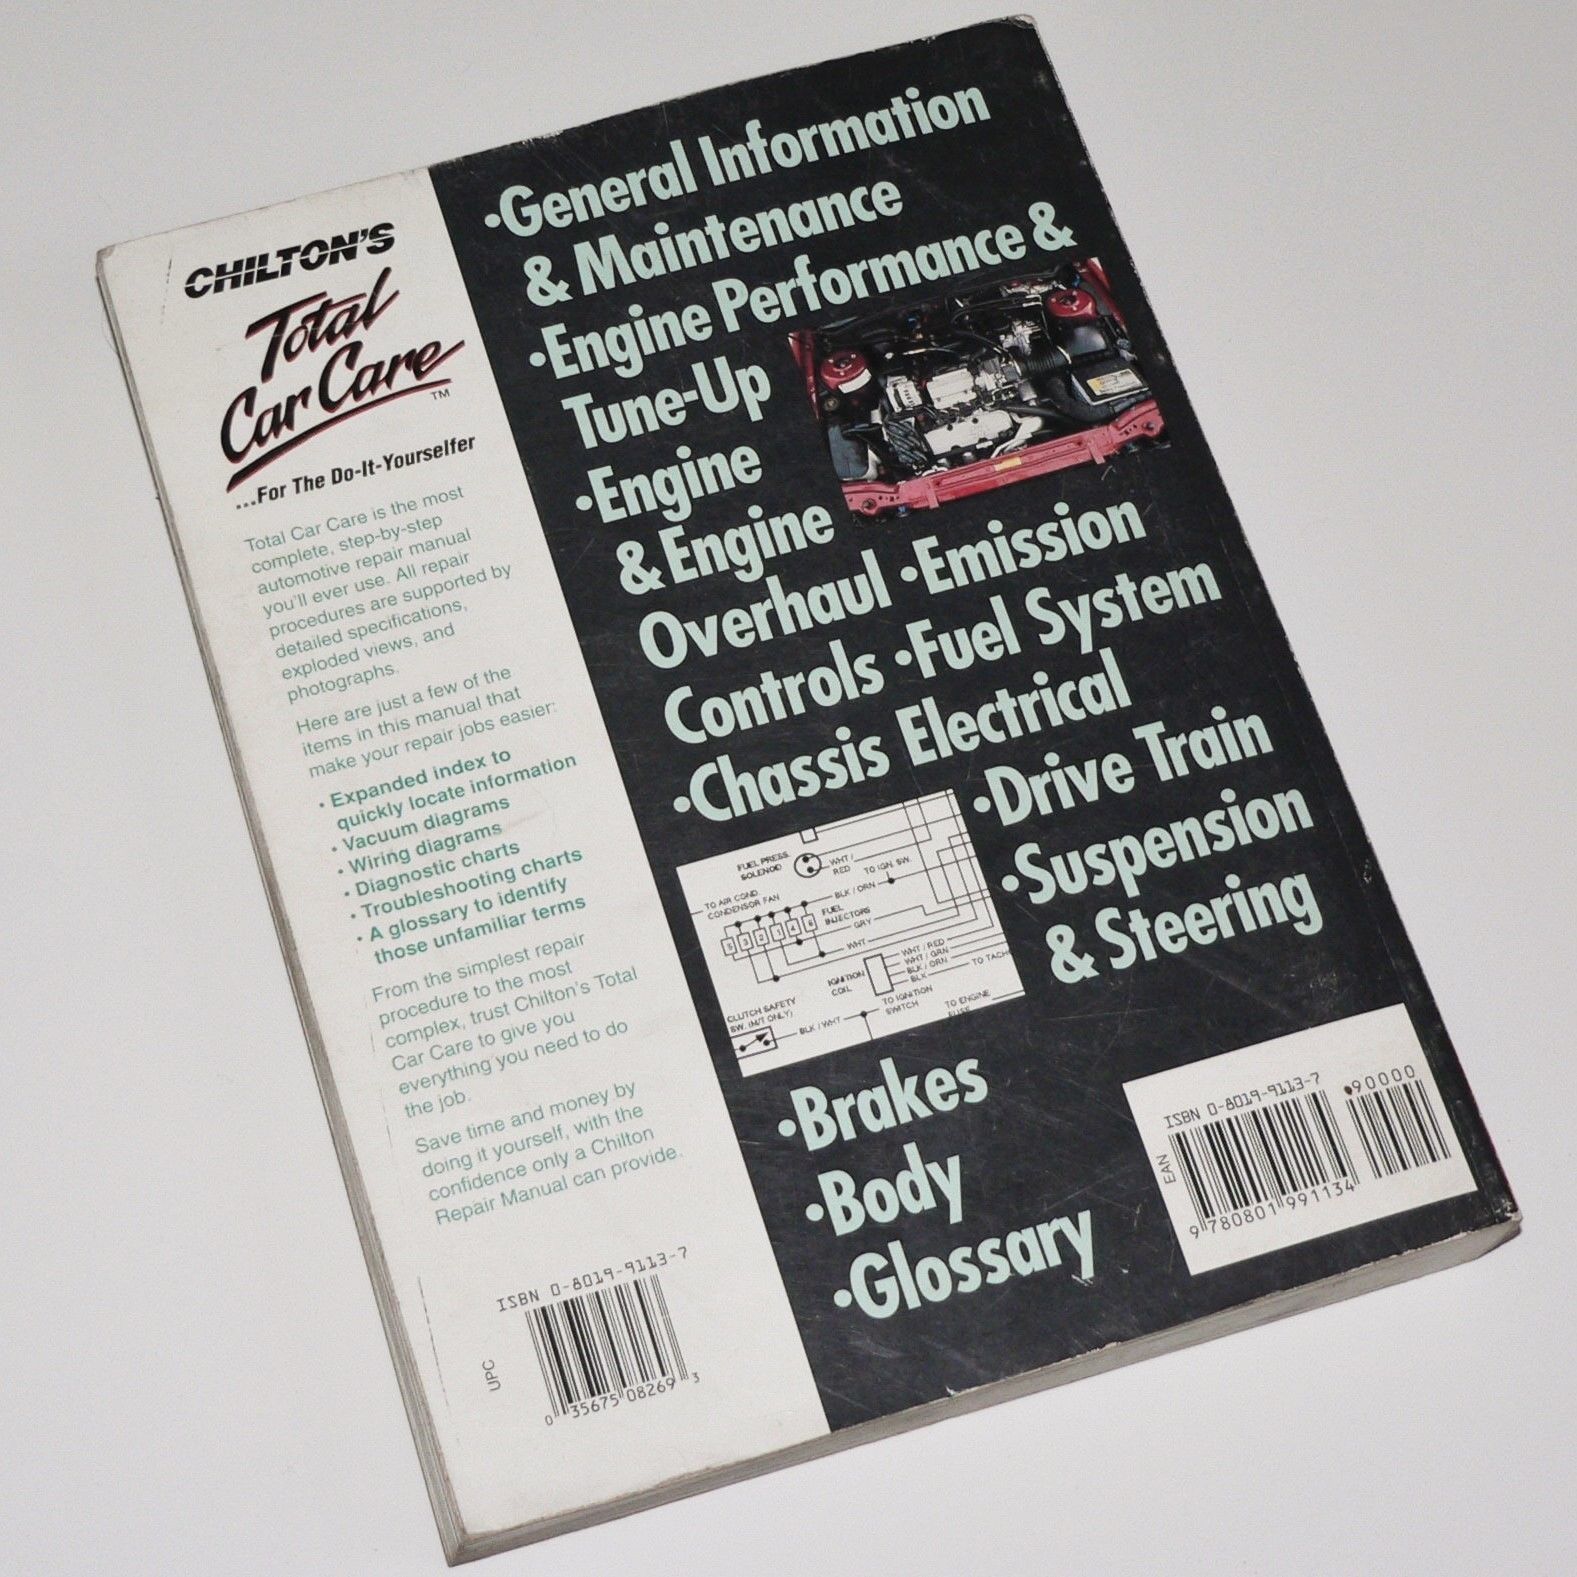 CHILTON'S
Total
Car Care™
...For The Do-It-Yourselfer
Total Car Care is the most
complete, step-by-step
automotive repair manual
you'll ever use. All repair
procedures are supported by
detailed specifications,
exploded views, and
photographs.
Here are just a few of the
items in this manual that
make your repair jobs easier:
• Expanded index to
quickly locate information
• Vacuum diagrams
• Wiring diagrams
• Diagnostic charts
• Troubleshooting charts
• A glossary to identify
those unfamiliar terms
From the simplest repair
procedure to the most
complex, trust Chilton's Total
Car Care to give you
everything you need to do
the job.
Save time and money by
doing it yourself, with the
confidence only a Chilton
Repair Manual can provide.
ISBN 0-8019-9113-7
UPC
0 35675 08269 3
•General Information
& Maintenance
•Engine Performance &
Tune-Up
•Engine
& Engine
Overhaul •Emission
Controls •Fuel System
•Chassis Electrical
•Drive Train
•Suspension
& Steering
FUEL PRESS.
SOLENOID
WHT /
RED
TO IGN. SW.
TO AIR COND.
CONDENSOR FAN
BLK / ORN
FUEL
INJECTORS
GRY
WHT
WHT / RED
WHT / GRN
BLK / ORN
BLK
IGNITION
COIL
TO TACH
CLUTCH SAFETY
SW. (M/T ONLY)
BLK / WHT
TO IGNITION
SWITCH
TO ENGINE
FUSE
•Brakes
•Body
•Glossary
ISBN 0-8019-9113-7
90000
EAN
9 780801 991134